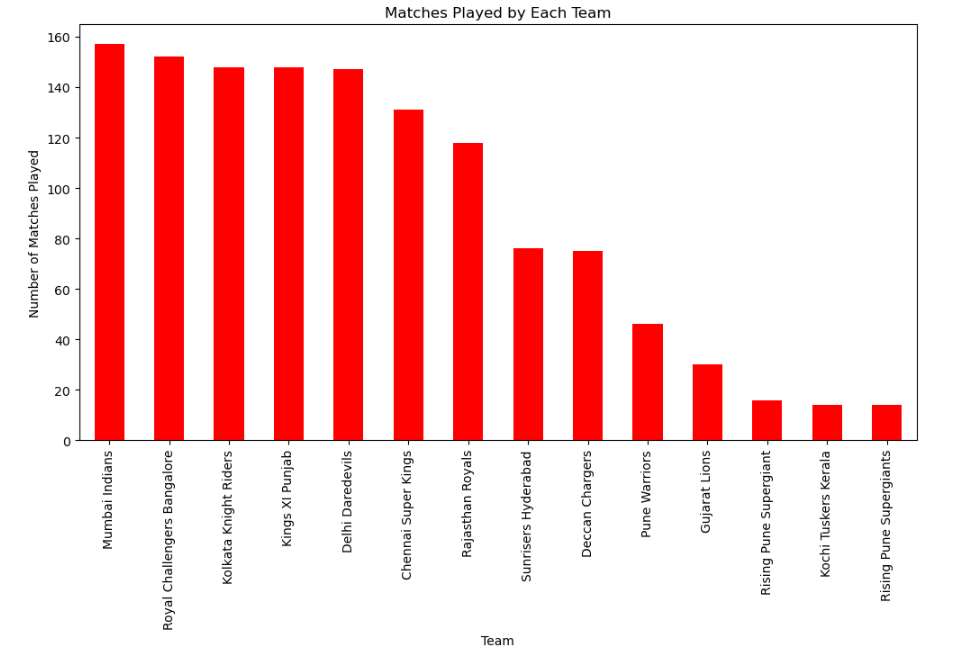 Matches Played by Each Team
160
140
120
100
80
60
40
20
0
Number of Matches Played
Mumbai Indians
Royal Challengers Bangalore
Kolkata Knight Riders
Kings XI Punjab
Delhi Daredevils
Chennai Super Kings
Rajasthan Royals
Sunrisers Hyderabad
Deccan Chargers
Pune Warriors
Gujarat Lions
Rising Pune Supergiant
Kochi Tuskers Kerala
Rising Pune Supergiants
Team